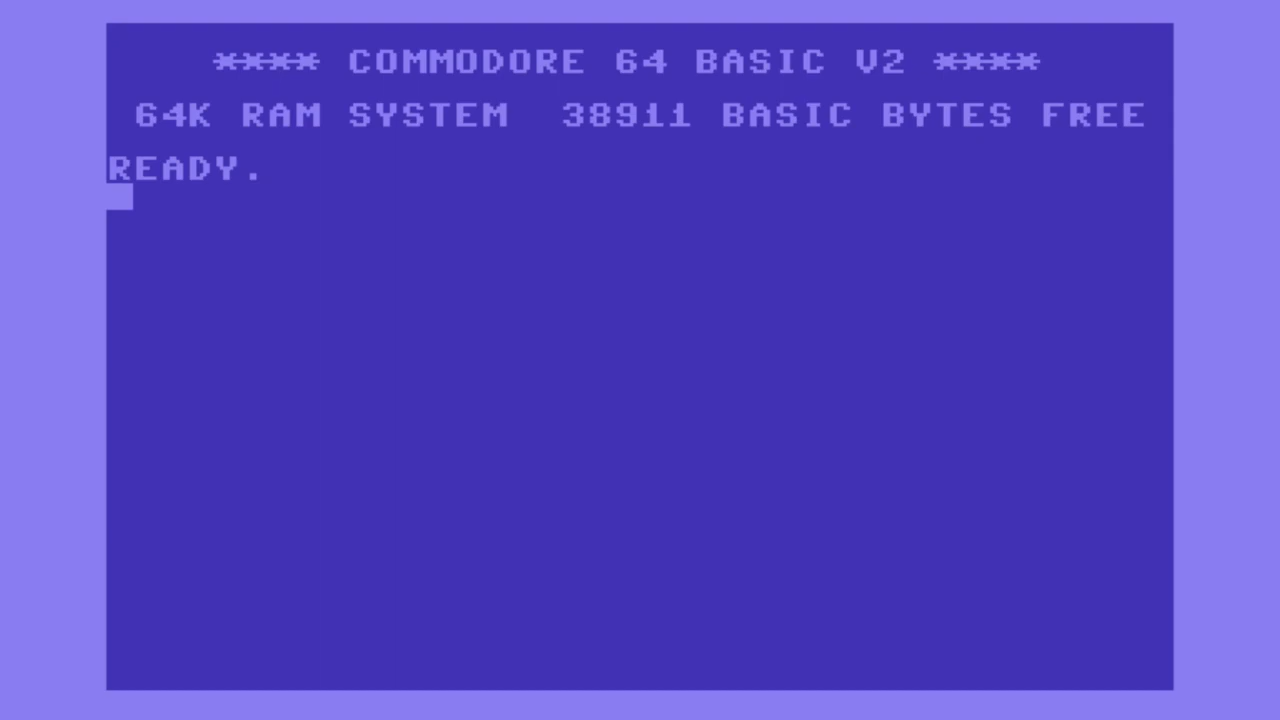 **** COMMODORE 64 BASIC V2 ****
64K RAM SYSTEM  38911 BASIC BYTES FREE
READY.